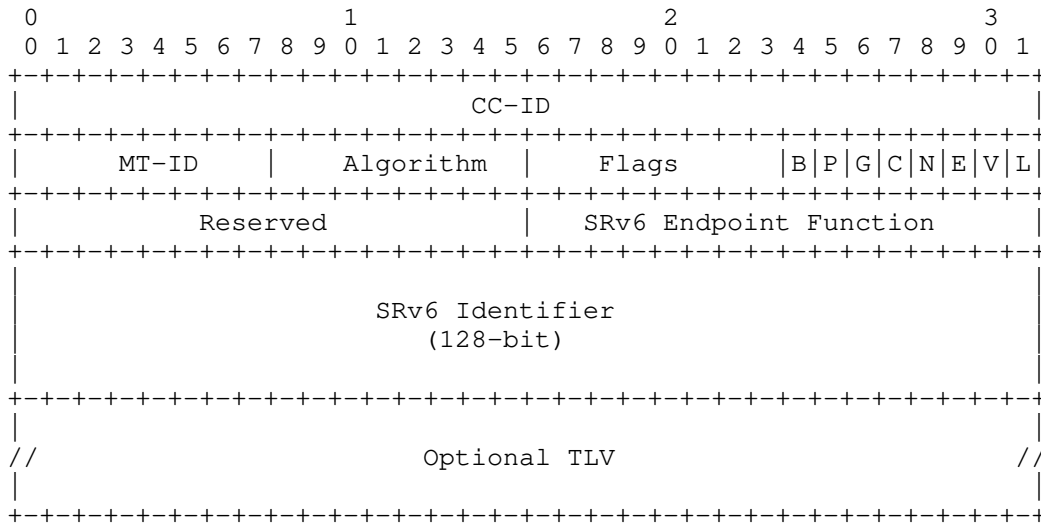 0                   1                   2                   3
 0 1 2 3 4 5 6 7 8 9 0 1 2 3 4 5 6 7 8 9 0 1 2 3 4 5 6 7 8 9 0 1
+-+-+-+-+-+-+-+-+-+-+-+-+-+-+-+-+-+-+-+-+-+-+-+-+-+-+-+-+-+-+-+-+
|                            CC-ID                              |
+-+-+-+-+-+-+-+-+-+-+-+-+-+-+-+-+-+-+-+-+-+-+-+-+-+-+-+-+-+-+-+-+
|      MT-ID    |    Algorithm  |    Flags      |B|P|G|C|N|E|V|L|
+-+-+-+-+-+-+-+-+-+-+-+-+-+-+-+-+-+-+-+-+-+-+-+-+-+-+-+-+-+-+-+-+
|           Reserved            |   SRv6 Endpoint Function      |
+-+-+-+-+-+-+-+-+-+-+-+-+-+-+-+-+-+-+-+-+-+-+-+-+-+-+-+-+-+-+-+-+
|                                                               |
|                      SRv6 Identifier                          |
|                         (128-bit)                             |
|                                                               |
+-+-+-+-+-+-+-+-+-+-+-+-+-+-+-+-+-+-+-+-+-+-+-+-+-+-+-+-+-+-+-+-+
|                                                               |
//                        Optional TLV                         //
|                                                               |
+-+-+-+-+-+-+-+-+-+-+-+-+-+-+-+-+-+-+-+-+-+-+-+-+-+-+-+-+-+-+-+-+